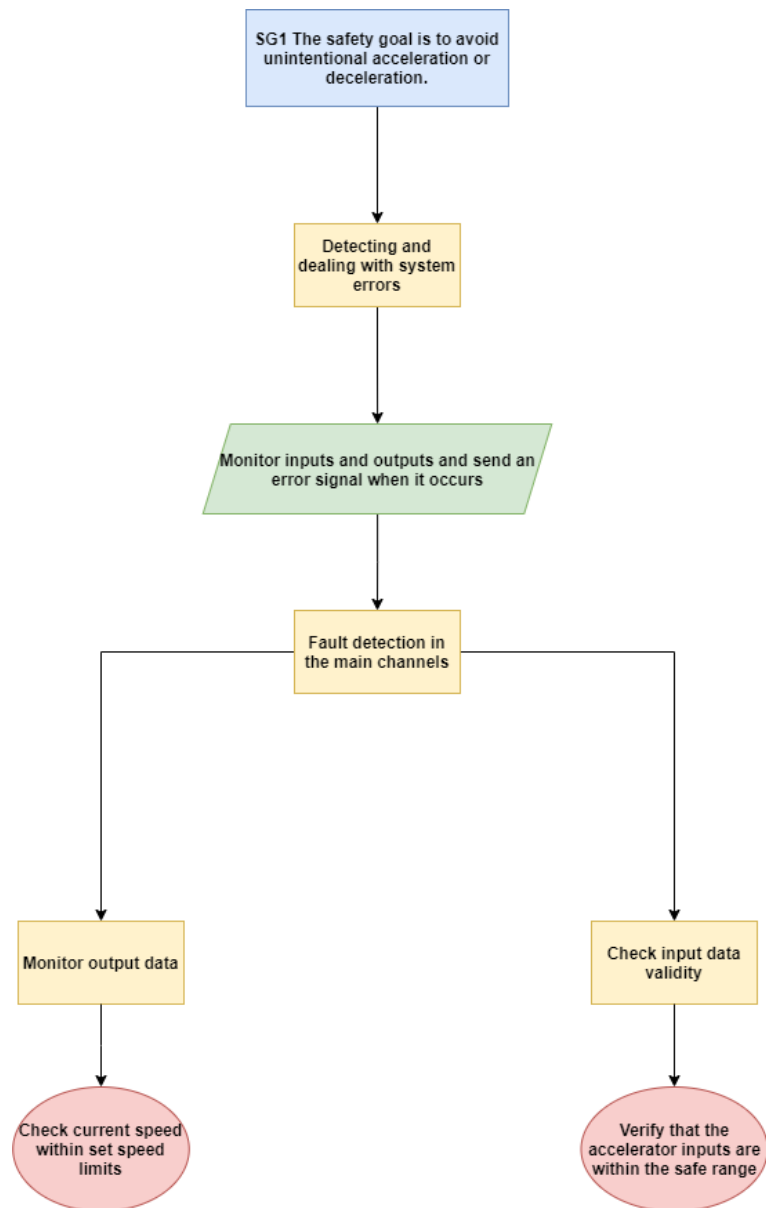 SG1 The safety goal is to avoid
unintentional acceleration or
deceleration.
Detecting and
dealing with system
errors
Monitor inputs and outputs and send an
error signal when it occurs
Fault detection in
the main channels
Monitor output data
Check input data
validity
Check current speed
within set speed
limits
Verify that the
accelerator inputs are
within the safe range